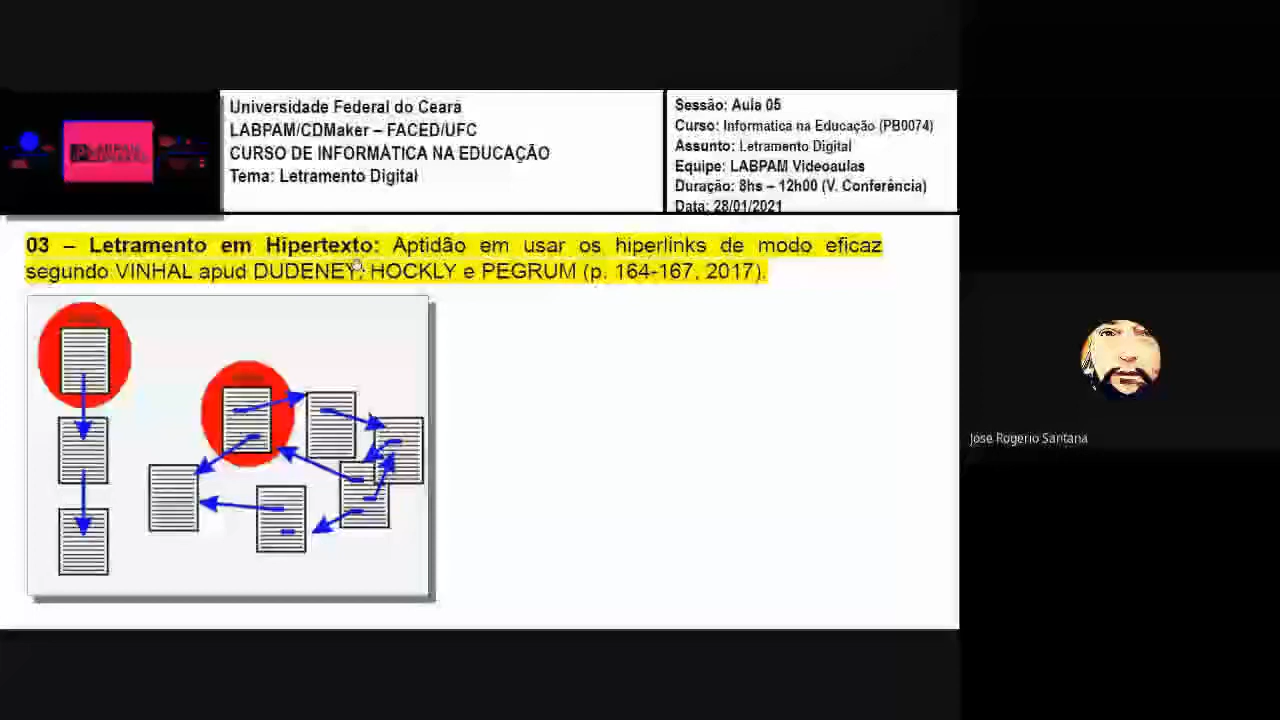 Universidade Federal do Ceará
LABPAM/CDMaker – FACED/UFC
CURSO DE INFORMÁTICA NA EDUCAÇÃO
Tema: Letramento Digital
Sessão: Aula 05
Curso: Informatica na Educação (PB0074)
Assunto: Letramento Digital
Equipe: LABPAM Videoaulas
Duração: 8hs – 12h00 (V. Conferência)
Data: 28/01/2021
03 – Letramento em Hipertexto: Aptidão em usar os hiperlinks de modo eficaz
segundo VINHAL apud DUDENEY, HOCKLY e PEGRUM (p. 164-167, 2017).
José Rogério Santana